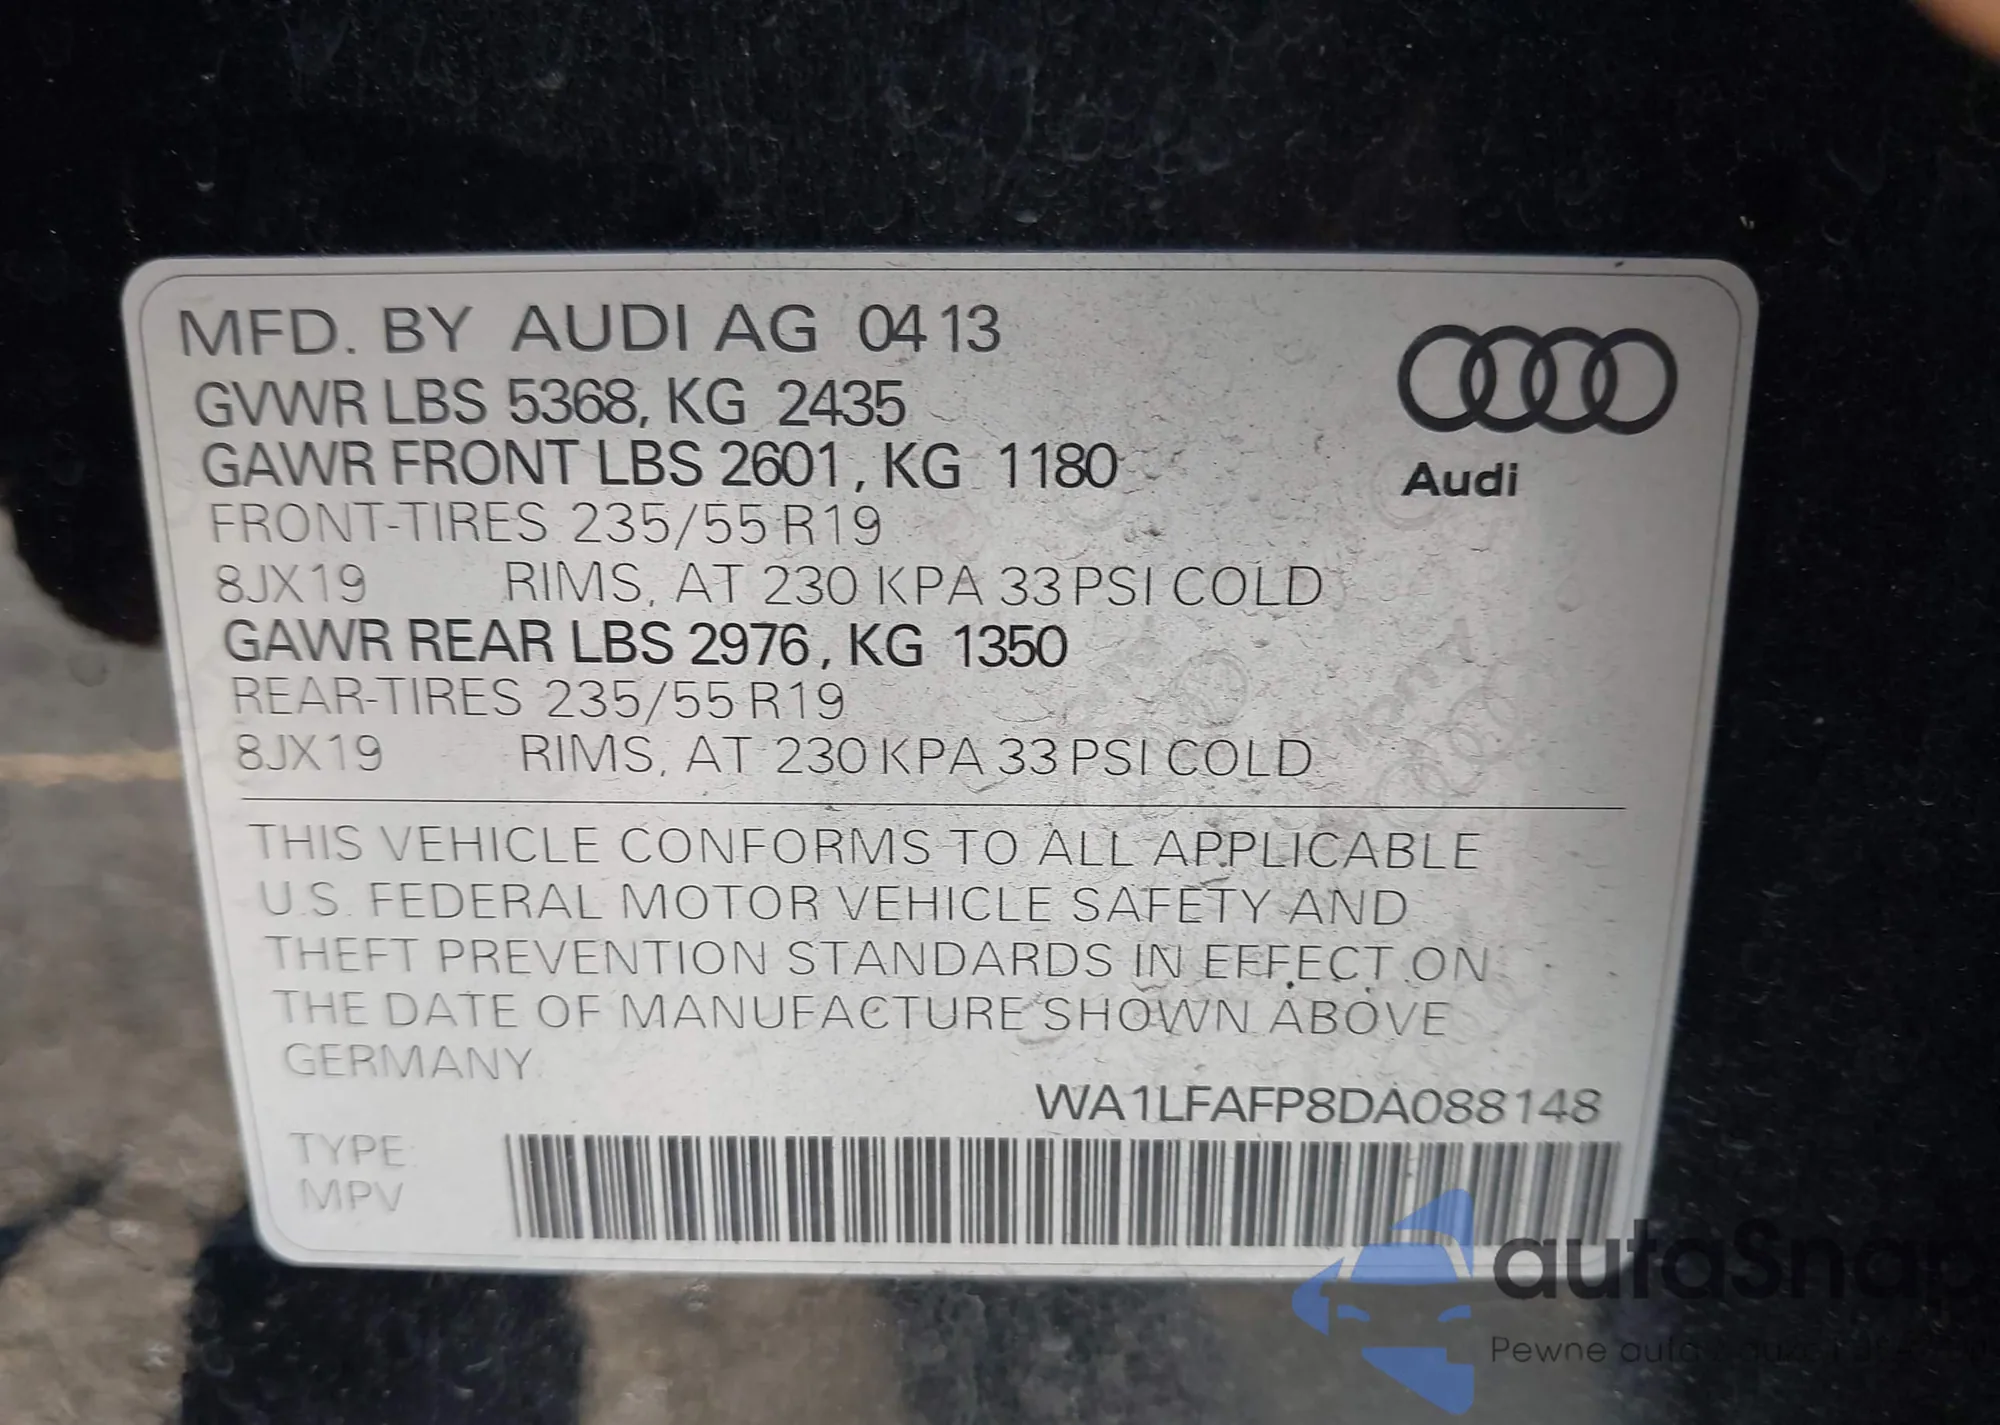 MFD. BY AUDI AG 04 13
GVWR LBS 5368, KG 2435
GAWR FRONT LBS 2601, KG 1180
FRONT-TIRES 235/55 R19
8JX19 RIMS, AT 230 KPA 33 PSI COLD
GAWR REAR LBS 2976, KG 1350
REAR-TIRES 235/55 R19
8JX19 RIMS, AT 230 KPA 33 PSI COLD
Audi
THIS VEHICLE CONFORMS TO ALL APPLICABLE
U.S. FEDERAL MOTOR VEHICLE SAFETY AND
THEFT PREVENTION STANDARDS IN EFFECT ON
THE DATE OF MANUFACTURE SHOWN ABOVE
GERMANY
WA1LFAFP8DA088148
TYPE:
MPV
autaSnap
Pewne auta